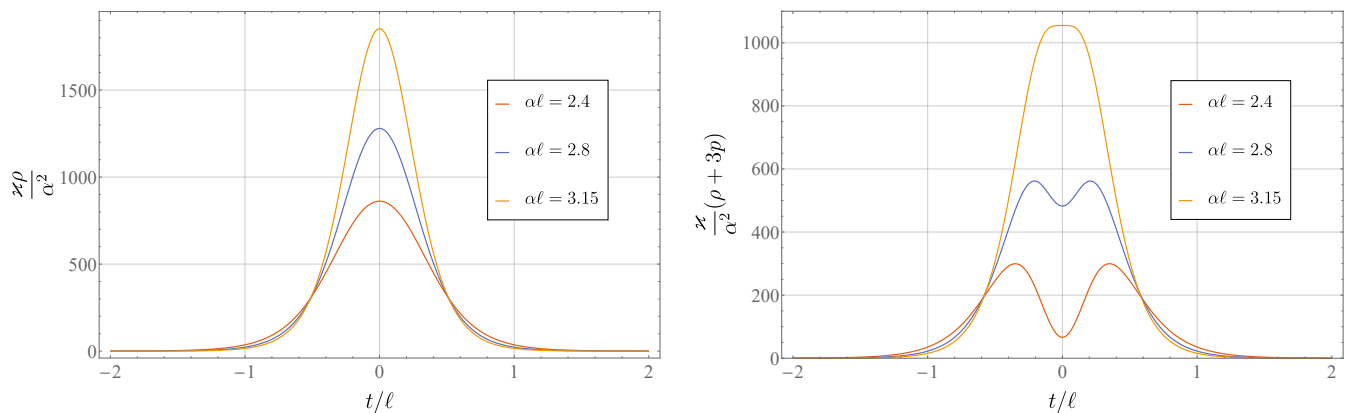 ϰρ/α²
1500
1000
500
0
−2
−1
0
1
2
t/ℓ
αℓ = 2.4
αℓ = 2.8
αℓ = 3.15
ϰ/α² (ρ + 3p)
1000
800
600
400
200
0
−2
−1
0
1
2
t/ℓ
αℓ = 2.4
αℓ = 2.8
αℓ = 3.15